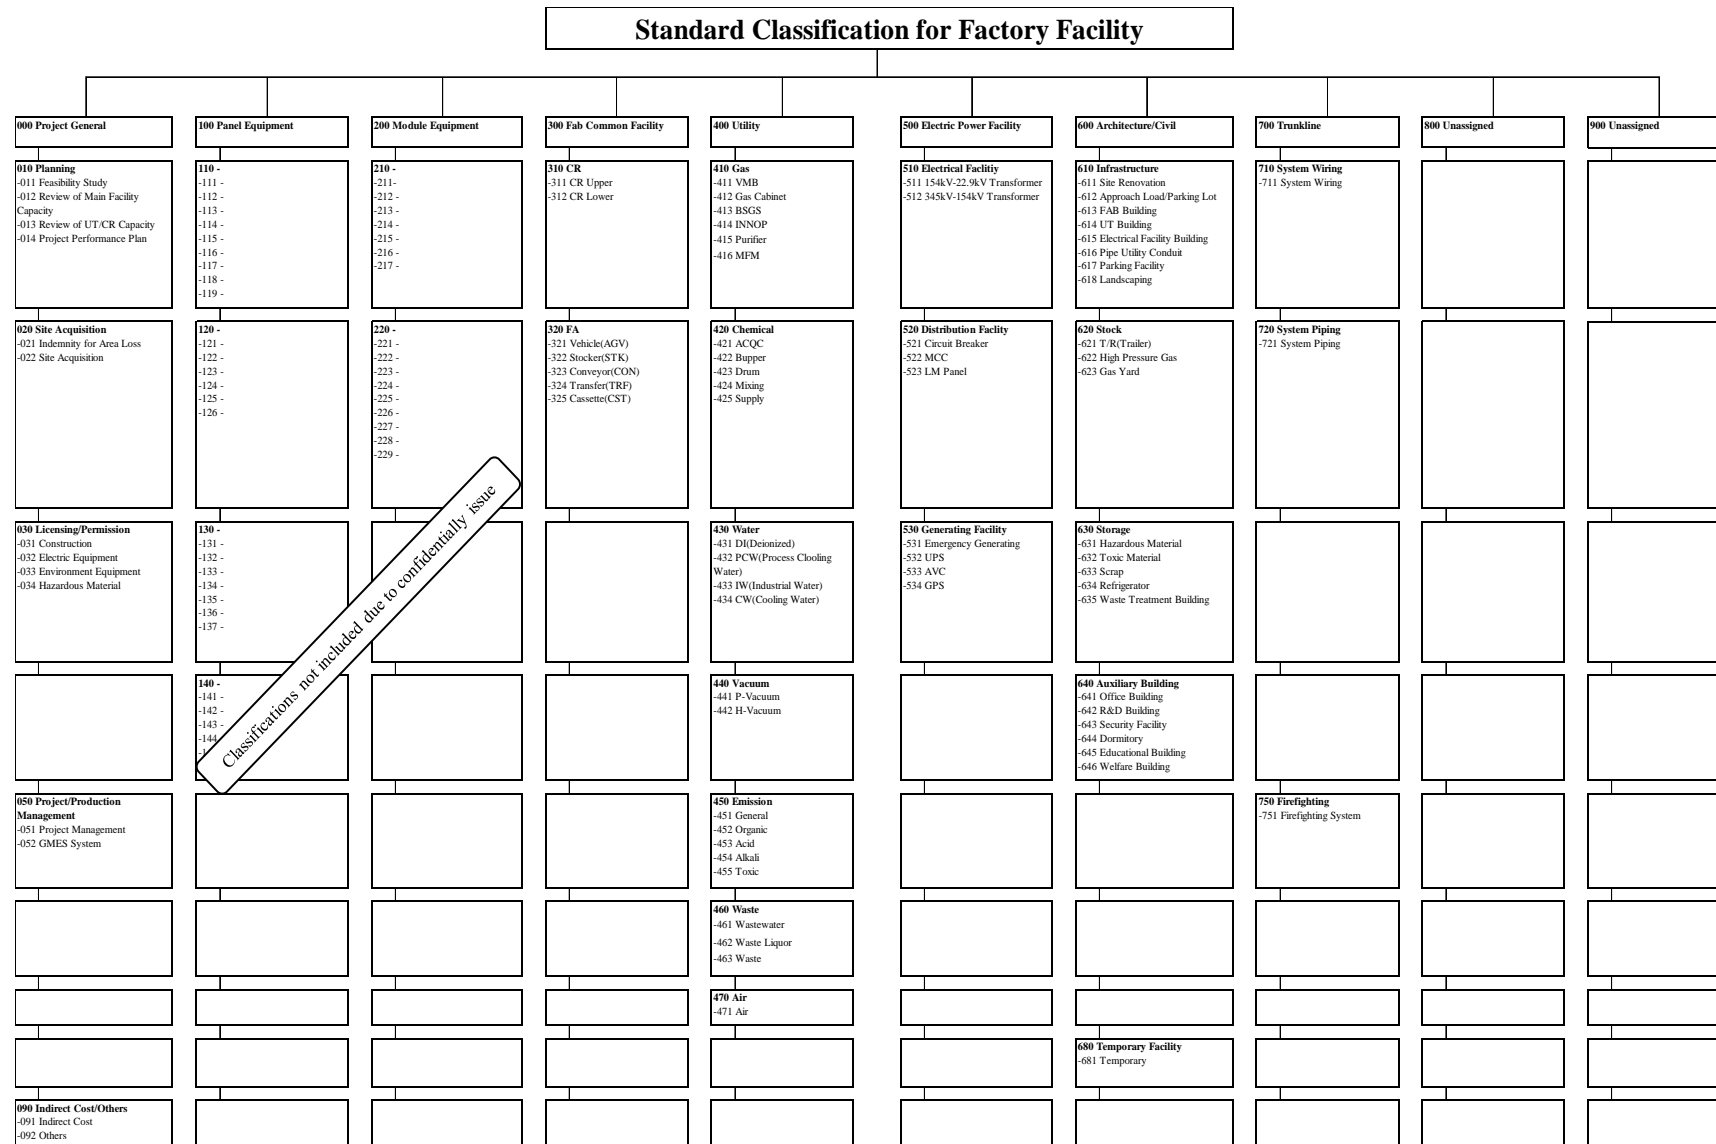 Standard Classification for Factory Facility
000 Project General
010 Planning
-011 Feasibility Study
-012 Review of Main Facility
Capacity
-013 Review of UT/CR Capacity
-014 Project Performance Plan
020 Site Acquisition
-021 Indemnity for Area Loss
-022 Site Acquisition
030 Licensing/Permission
-031 Construction
-032 Electric Equipment
-033 Environment Equipment
-034 Hazardous Material
050 Project/Production
Management
-051 Project Management
-052 GMES System
090 Indirect Cost/Others
-091 Indirect Cost
-092 Others
100 Panel Equipment
110 -
-111 -
-112 -
-113 -
-114 -
-115 -
-116 -
-117 -
-118 -
-119 -
120 -
-121 -
-122 -
-123 -
-124 -
-125 -
-126 -
130 -
-131 -
-132 -
-133 -
-134 -
-135 -
-136 -
-137 -
140 -
-141 -
-142 -
-143 -
-144
200 Module Equipment
210 -
-211-
-212 -
-213 -
-214 -
-215 -
-216 -
-217 -
220 -
-221 -
-222 -
-223 -
-224 -
-225 -
-226 -
-227 -
-228 -
-229 -
Classifications not included due to confidentially issue
300 Fab Common Facility
310 CR
-311 CR Upper
-312 CR Lower
320 FA
-321 Vehicle(AGV)
-322 Stocker(STK)
-323 Conveyor(CON)
-324 Transfer(TRF)
-325 Cassette(CST)
400 Utility
410 Gas
-411 VMB
-412 Gas Cabinet
-413 BSGS
-414 INNOP
-415 Purifier
-416 MFM
420 Chemical
-421 ACQC
-422 Bupper
-423 Drum
-424 Mixing
-425 Supply
430 Water
-431 DI(Deionized)
-432 PCW(Process Clooling
Water)
-433 IW(Industrial Water)
-434 CW(Cooling Water)
440 Vacuum
-441 P-Vacuum
-442 H-Vacuum
450 Emission
-451 General
-452 Organic
-453 Acid
-454 Alkali
-455 Toxic
460 Waste
-461 Wastewater
-462 Waste Liquor
-463 Waste
470 Air
-471 Air
500 Electric Power Facility
510 Electrical Facilitiy
-511 154kV-22.9kV Transformer
-512 345kV-154kV Transformer
520 Distribution Faclity
-521 Circuit Breaker
-522 MCC
-523 LM Panel
530 Generating Facility
-531 Emergency Generating
-532 UPS
-533 AVC
-534 GPS
600 Architecture/Civil
610 Infrastructure
-611 Site Renovation
-612 Approach Load/Parking Lot
-613 FAB Building
-614 UT Building
-615 Electrical Facility Building
-616 Pipe Utility Conduit
-617 Parking Facility
-618 Landscaping
620 Stock
-621 T/R(Trailer)
-622 High Pressure Gas
-623 Gas Yard
630 Storage
-631 Hazardous Material
-632 Toxic Material
-633 Scrap
-634 Refrigerator
-635 Waste Treatment Building
640 Auxiliary Building
-641 Office Building
-642 R&D Building
-643 Security Facility
-644 Dormitory
-645 Educational Building
-646 Welfare Building
680 Temporary Facility
-681 Temporary
700 Trunkline
710 System Wiring
-711 System Wiring
720 System Piping
-721 System Piping
750 Firefighting
-751 Firefighting System
800 Unassigned
900 Unassigned